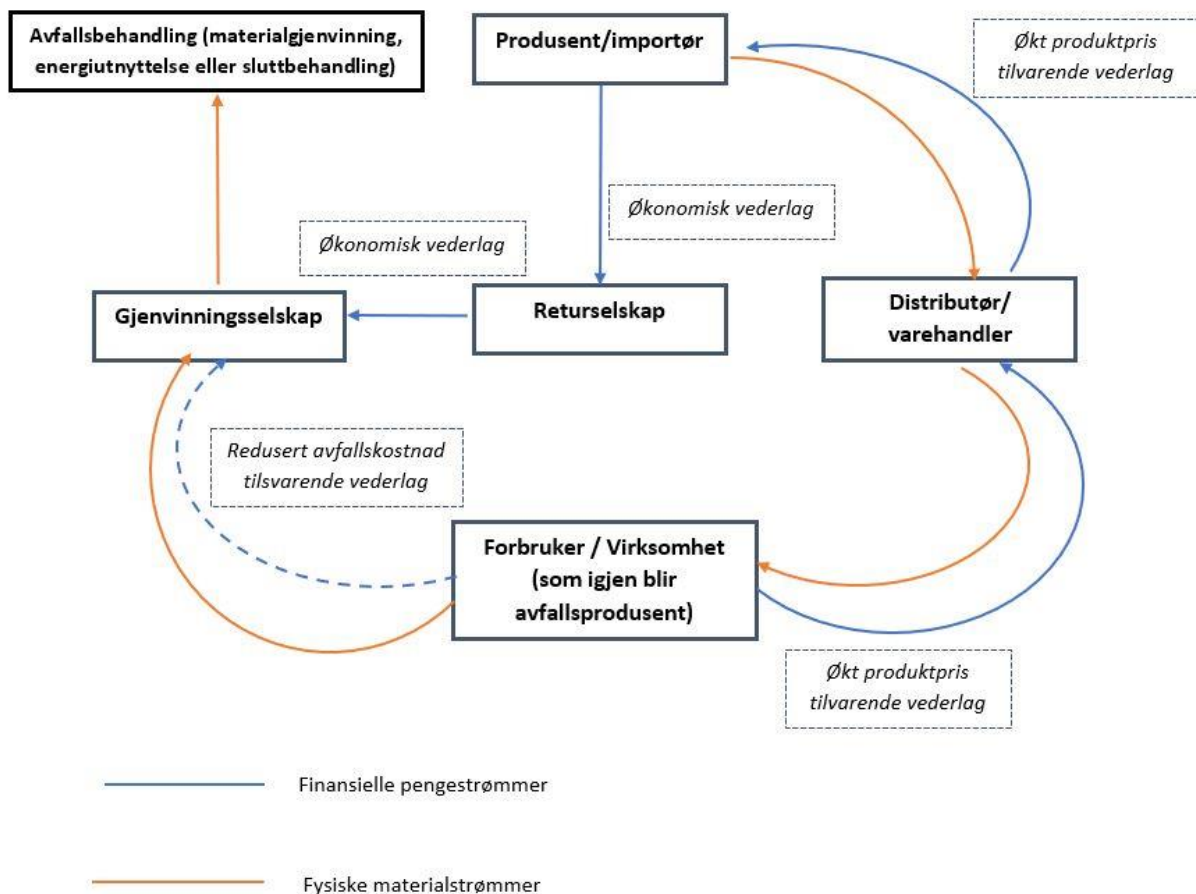 Avfallsbehandling (materialgjenvinning,
energiutnyttelse eller sluttbehandling)
Produsent/importør
Økt produktpris
tilvarende vederlag
Økonomisk vederlag
Økonomisk vederlag
Gjenvinningsselskap
Returselskap
Distributør/
varehandler
Redusert avfallskostnad
tilsvarende vederlag
Forbruker / Virksomhet
(som igjen blir
avfallsprodusent)
Økt produktpris
tilvarende vederlag
Finansielle pengestrømmer
Fysiske materialstrømmer